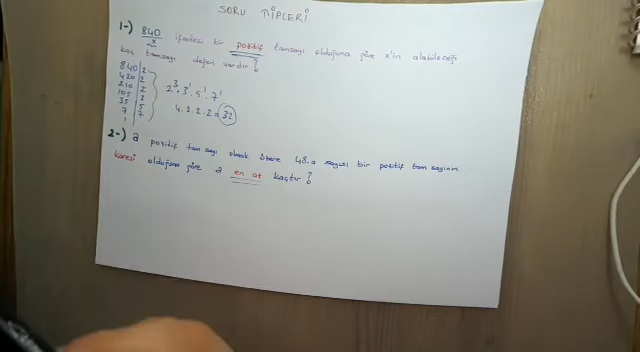 SORU TİPLERİ
1-) 840/x ifadesi bir pozitif tamsayı olduğuna göre x'in alabileceği
kaç tamsayı değeri vardır?
840 | 2
420 | 2
210 | 2
105 | 3
35 | 5
7 | 7
1
2³.3¹.5¹.7¹
4.2.2.2=32
2-) a pozitif tam sayı olmak üzere 48.a sayısı bir pozitif tam sayının
karesi olduğuna göre a en az kaçtır?